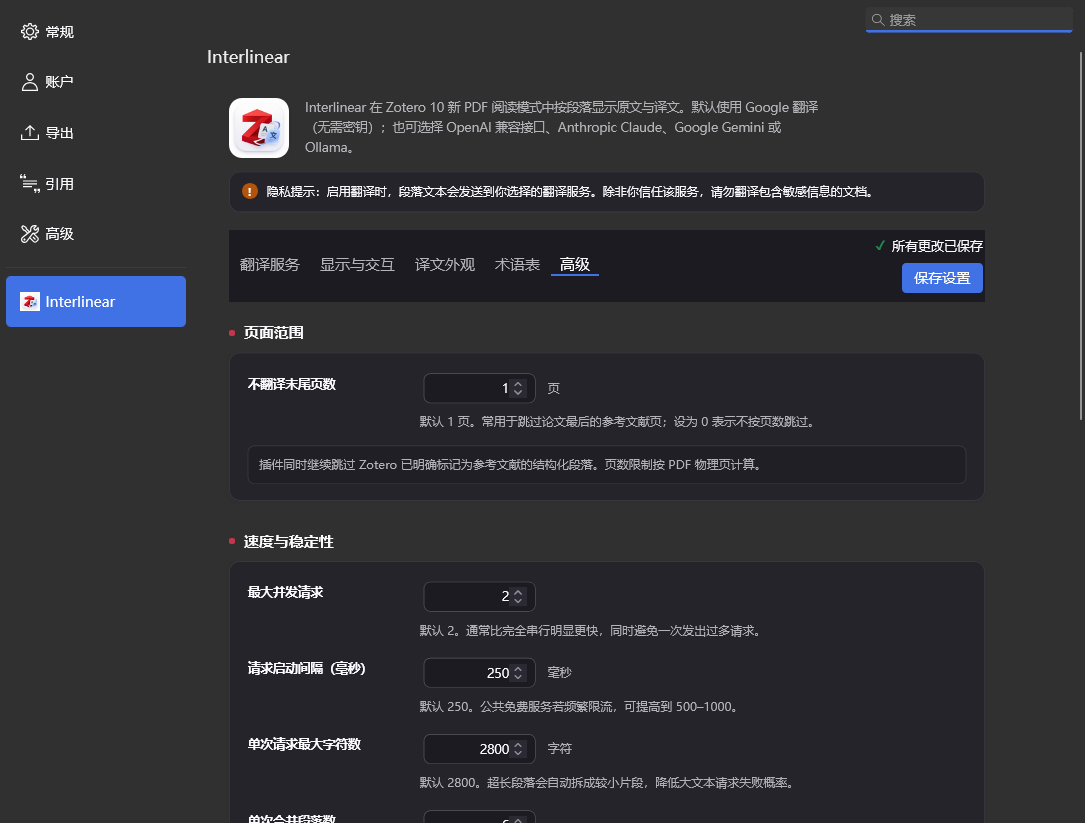 常规
账户
导出
引用
高级
Interlinear
搜索
Interlinear
Interlinear 在 Zotero 10 新 PDF 阅读模式中按段落显示原文与译文。默认使用 Google 翻译
（无需密钥）；也可选择 OpenAI 兼容接口、Anthropic Claude、Google Gemini 或
Ollama。
隐私提示：启用翻译时，段落文本会发送到你选择的翻译服务。除非你信任该服务，请勿翻译包含敏感信息的文档。
✓ 所有更改已保存
翻译服务 显示与交互 译文外观 术语表 高级
保存设置
页面范围
不翻译末尾页数
1 页
默认 1 页。常用于跳过论文最后的参考文献页；设为 0 表示不按页数跳过。
插件同时继续跳过 Zotero 已明确标记为参考文献的结构化段落。页数限制按 PDF 物理页计算。
速度与稳定性
最大并发请求
2
默认 2。通常比完全串行明显更快，同时避免一次发出过多请求。
请求启动间隔（毫秒）
250 毫秒
默认 250。公共免费服务若频繁限流，可提高到 500–1000。
单次请求最大字符数
2800 字符
默认 2800。超长段落会自动拆成较小片段，降低大文本请求失败概率。
单次合并段落数